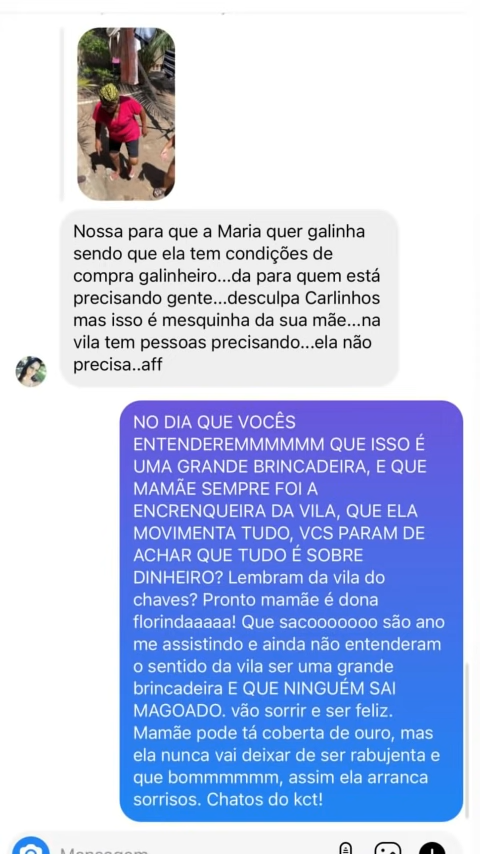 Nossa para que a Maria quer galinha
sendo que ela tem condições de
compra galinheiro...da para quem está
precisando gente...desculpa Carlinhos
mas isso é mesquinha da sua mãe...na
vila tem pessoas precisando...ela não
precisa..aff
NO DIA QUE VOCÊS
ENTENDEREMMMMMM QUE ISSO É
UMA GRANDE BRINCADEIRA, E QUE
MAMÃE SEMPRE FOI A
ENCRENQUEIRA DA VILA, QUE ELA
MOVIMENTA TUDO, VCS PARAM DE
ACHAR QUE TUDO É SOBRE
DINHEIRO? Lembram da vila do
chaves? Pronto mamãe é dona
florindaaaaa! Que sacooooooo são ano
me assistindo e ainda não entenderam
o sentido da vila ser uma grande
brincadeira E QUE NINGUÉM SAI
MAGOADO. vão sorrir e ser feliz.
Mamãe pode tá coberta de ouro, mas
ela nunca vai deixar de ser rabujenta e
que bommmmmm, assim ela arranca
sorrisos. Chatos do kct!
Mensagem